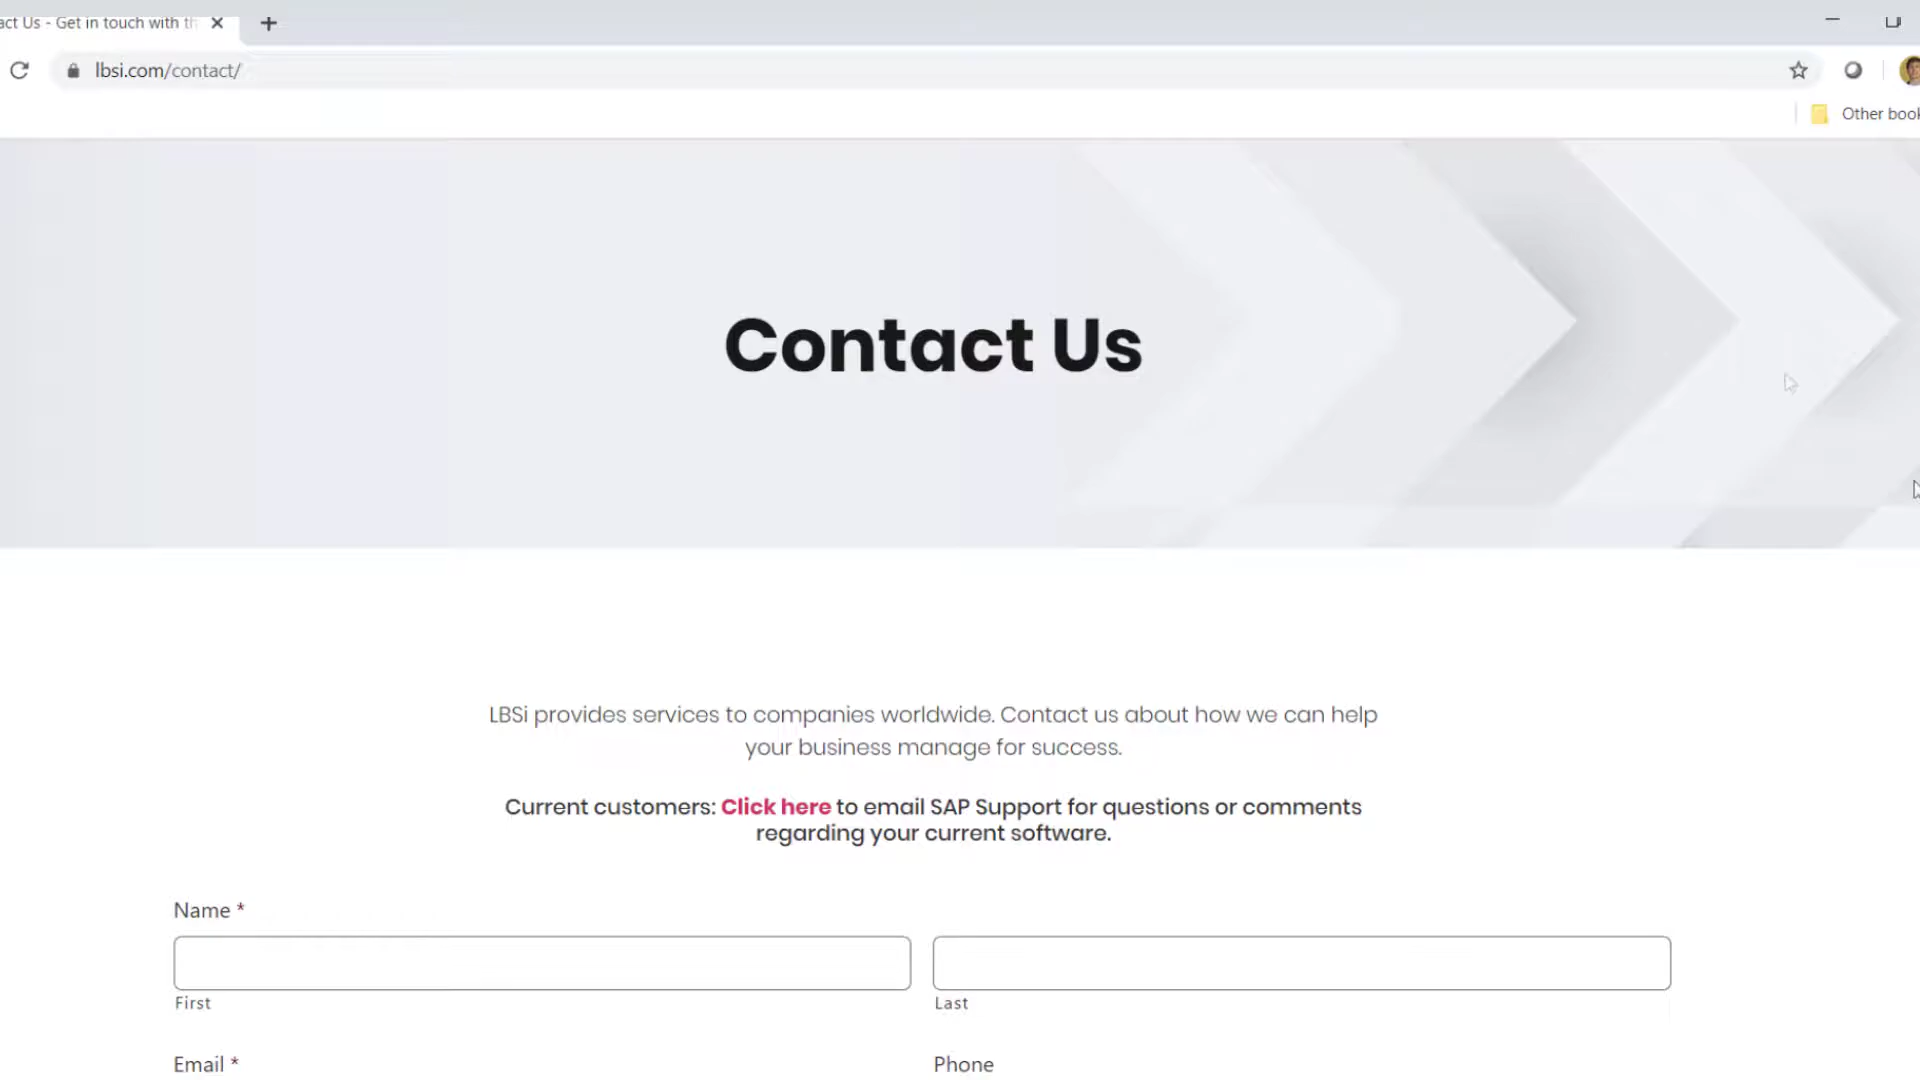 act Us - Get in touch with th
lbsi.com/contact/
Other book
Contact Us
LBSi provides services to companies worldwide. Contact us about how we can help
your business manage for success.
Current customers: Click here to email SAP Support for questions or comments
regarding your current software.
Name *
First Last
Email * Phone